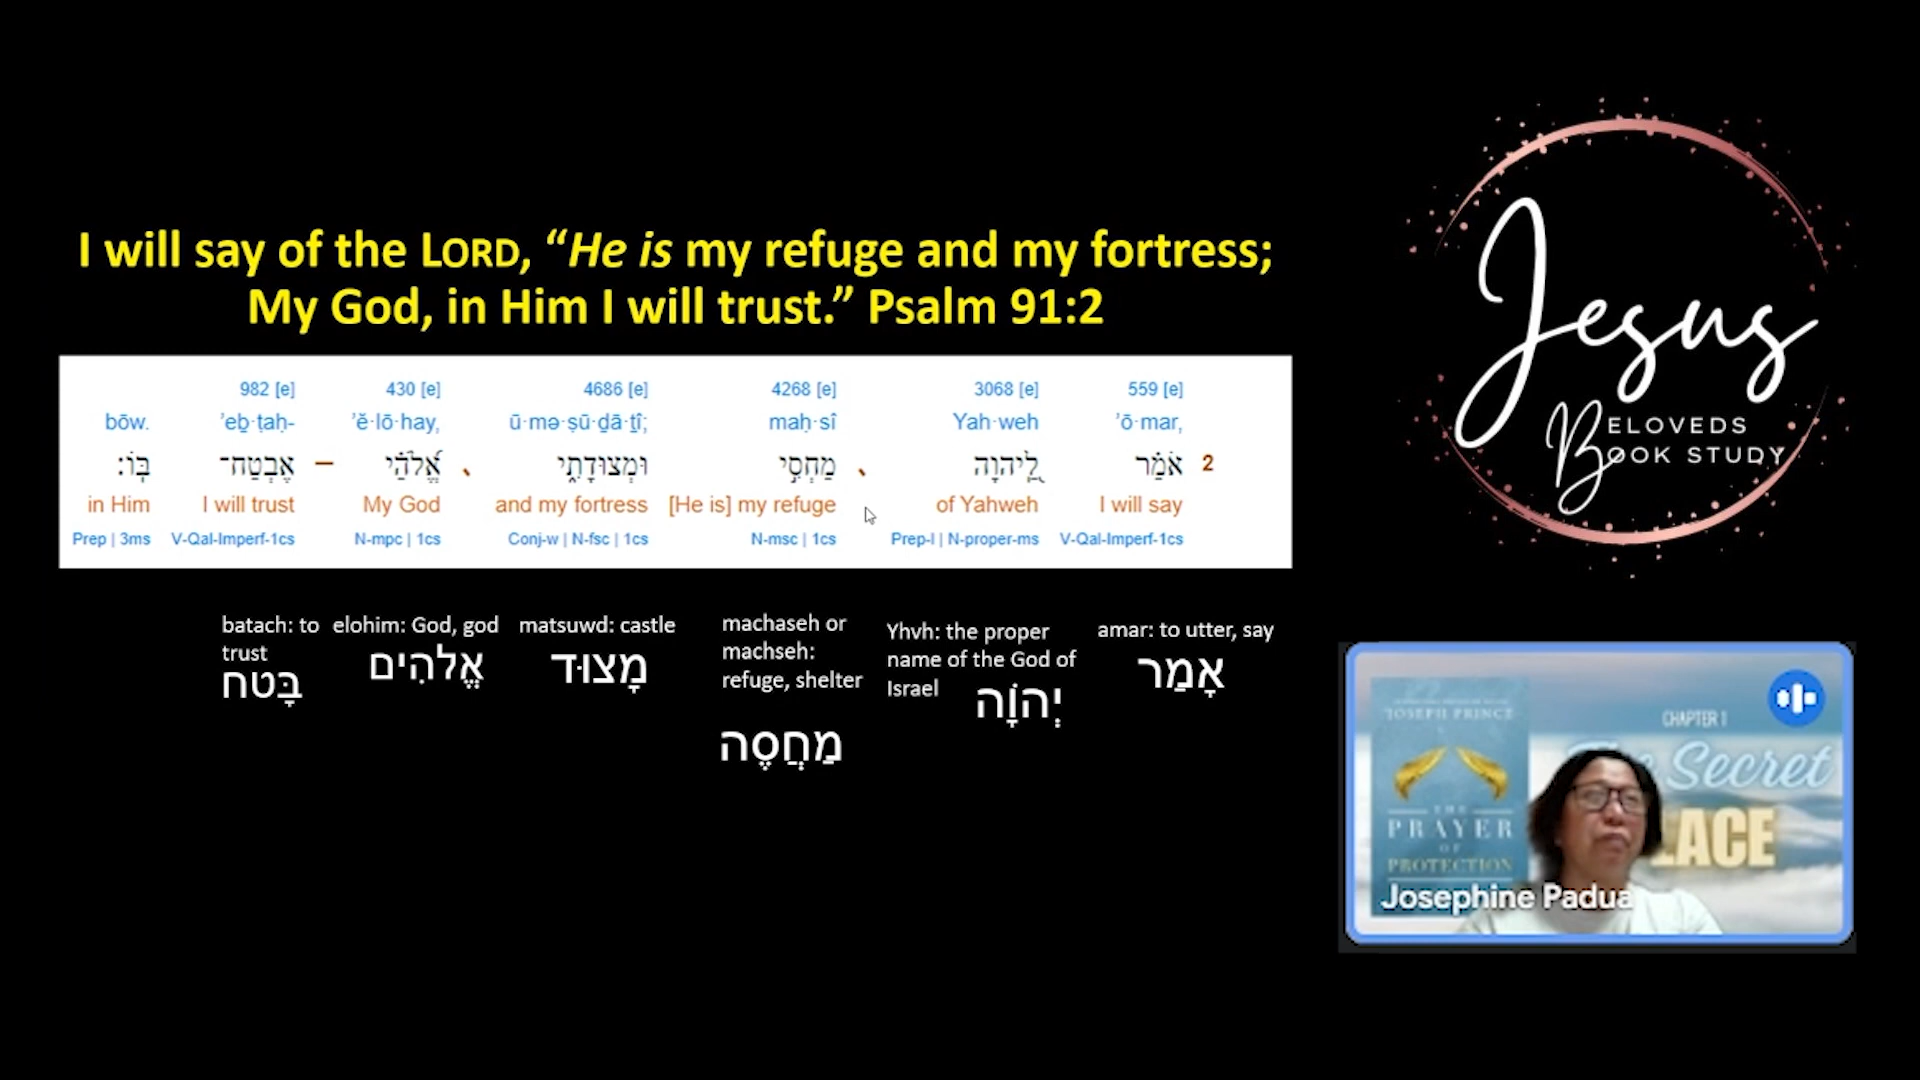 I will say of the LORD, “He is my refuge and my fortress;
My God, in Him I will trust.” Psalm 91:2
982 [e] 430 [e] 4686 [e] 4268 [e] 3068 [e] 559 [e]
bōw. ’eḇ·ṭaḥ- ’ĕ·lō·hay, ū·mə·ṣū·ḏā·ṯî; maḥ·sî Yah·weh ’ō·mar,
בּֽוֹ׃ אֶבְטַח־ – אֱ֝לֹהַ֗י 、 וּמְצוּדָתִ֑י מַחְסִ֣י 、 לַֽ֭יהוָה אֹמַ֗ר 2
in Him I will trust My God and my fortress [He is] my refuge of Yahweh I will say
Prep | 3ms V-Qal-Imperf-1cs N-mpc | 1cs Conj-w | N-fsc | 1cs N-msc | 1cs Prep-l | N-proper-ms V-Qal-Imperf-1cs
batach: to
trust
בָּטַח
elohim: God, god
אֱלֹהִים
matsuwd: castle
מָצוּד
machaseh or
machseh:
refuge, shelter
מַחֲסֶה
Yhvh: the proper
name of the God of
Israel
יְהוָֹה
amar: to utter, say
אָמַר
Jesus
BELOVEDS
BOOK STUDY
JOSEPH PRINCE
THE
PRAYER
OF
PROTECTION
CHAPTER 1
Secret
LACE
Josephine Padua